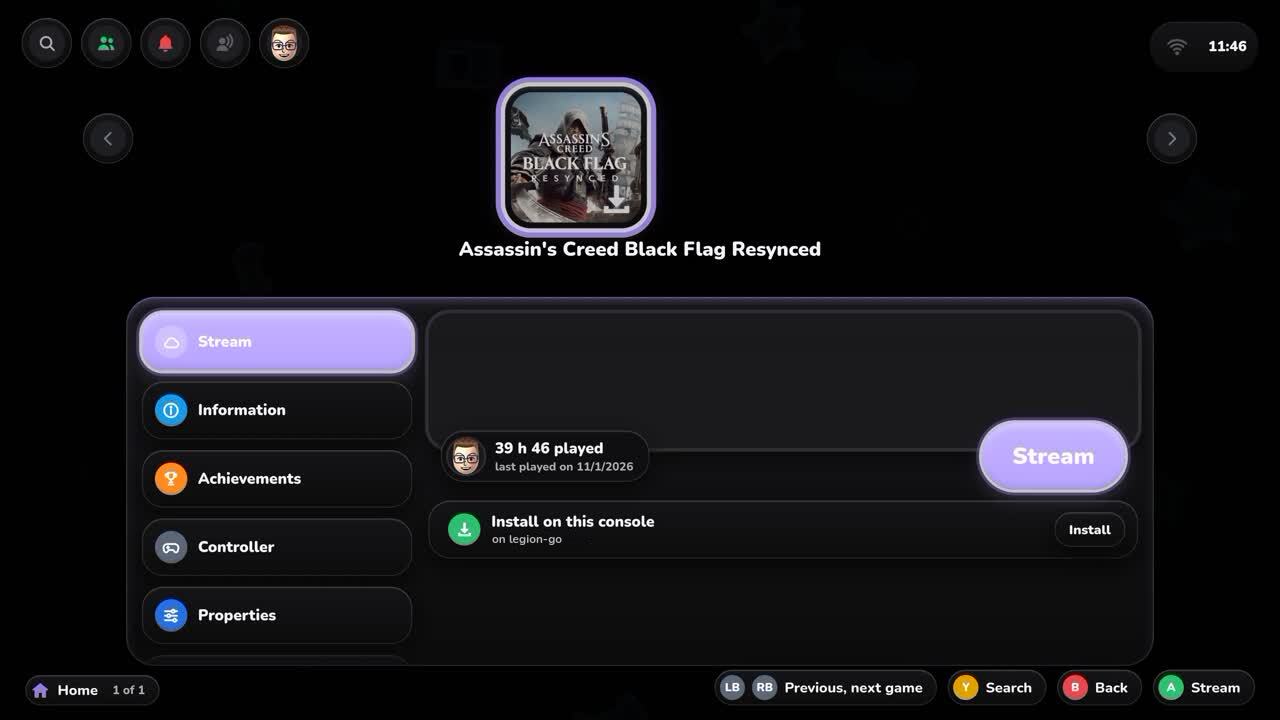 11:46
ASSASSIN'S
CREED
BLACK FLAG
RESYNCED
Assassin's Creed Black Flag Resynced
Stream
Information
Achievements
Controller
Properties
39 h 46 played
last played on 11/1/2026
Stream
Install on this console
on legion-go
Install
Home 1 of 1
LB RB Previous, next game
Y Search
B Back
A Stream